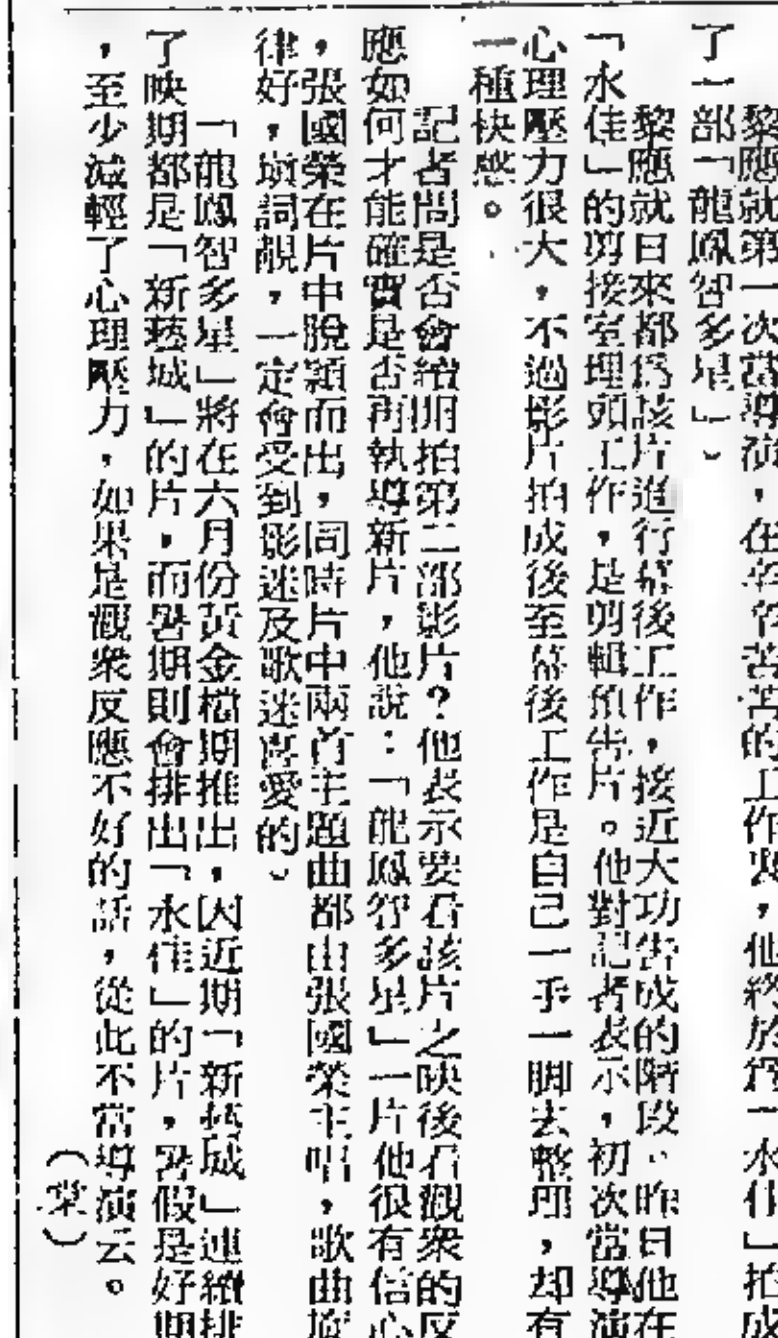 黎應就第一次當導演，在辛辛苦苦的工作與，他終於爲「水佳」拍成
了一部「龍鳳智多星」。
黎應就日來都爲該片進行幕後工作，接近大功告成的階段。昨日他在
「水佳」的剪接室埋頭工作，是剪輯預告片。他對記者表示，初次當導演
心理壓力很大，不過影片拍成後至幕後工作是自己一手一脚去整理，却有
一種快感。
記者問是否會續開拍第二部影片？他表示要看該片之映後看觀衆的反
應如何才能確實是否再執導新片，他說：「龍鳳智多星」一片他很有信心
，張國榮在片中脫穎而出，同時片中兩首主題曲都由張國榮主唱，歌曲旋
律好，塡詞靚，一定會受到影迷及歌迷喜愛的。
「龍鳳智多星」將在六月份黃金檔期推出，因近期「新藝城」連續排
了映期都是「新藝城」的片，而暑期則會排出「永佳」的片，暑假是好期
，至少減輕了心理壓力，如果是觀衆反應不好的話，從此不當導演云。
（棠）